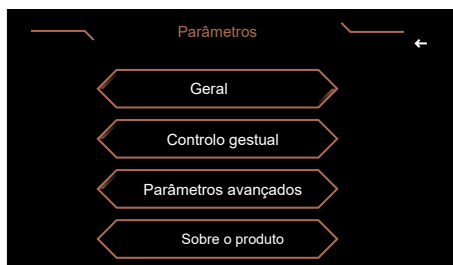 Parâmetros
Geral
Controlo gestual
Parâmetros avançados
Sobre o produto